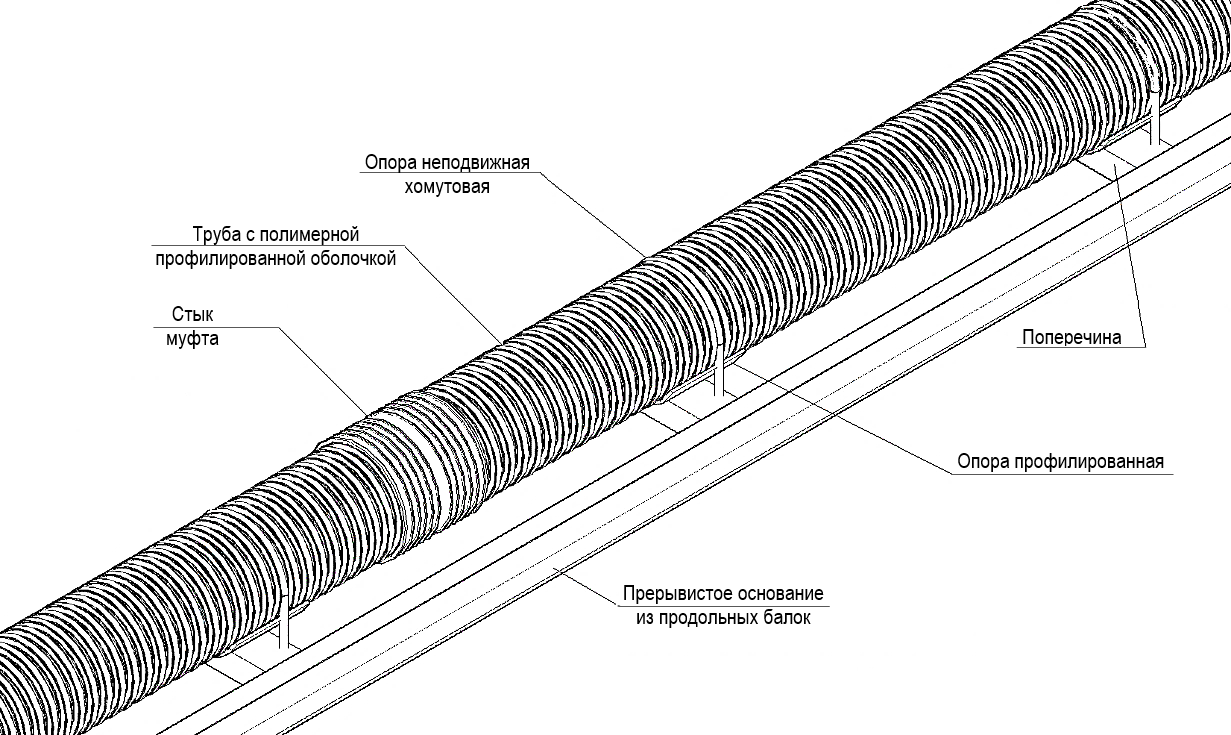 Опора неподвижная
хомутовая
Труба с полимерной
профилированной оболочкой
Стык
муфта
Поперечина
Опора профилированная
Прерывистое основание
из продольных балок